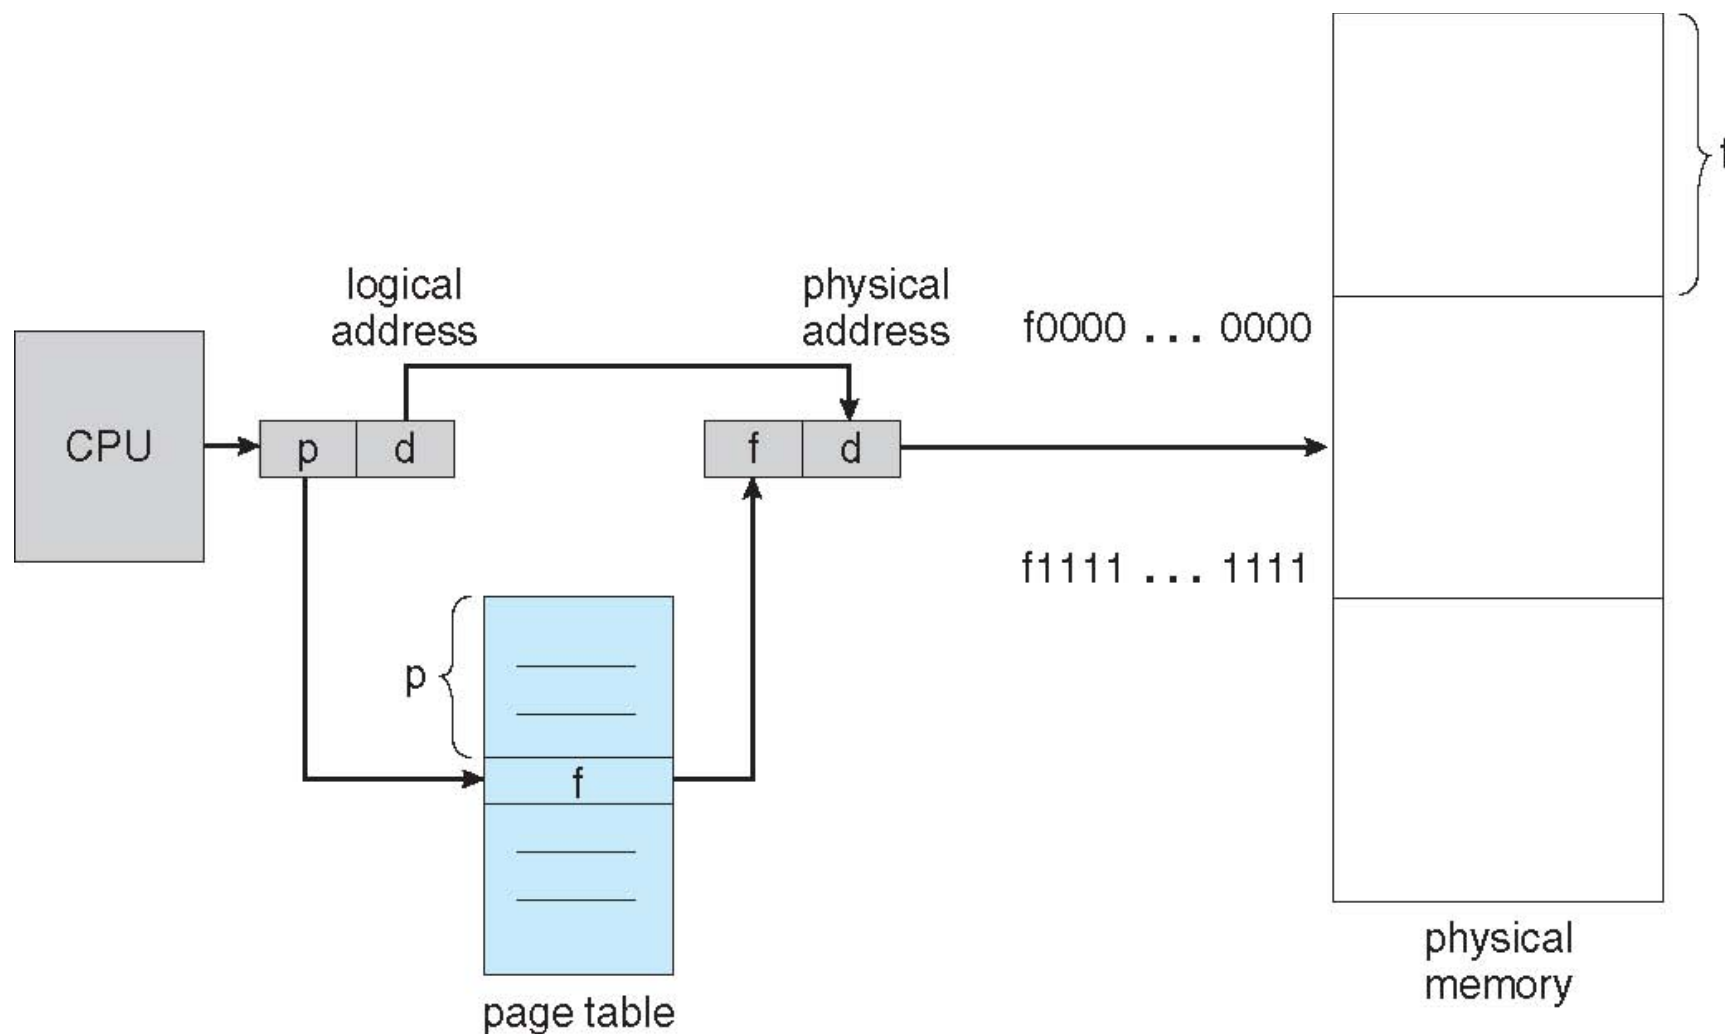 logical
address
physical
address
f0000 ... 0000
CPU
p
d
f
d
f1111 ... 1111
p
f
page table
physical
memory